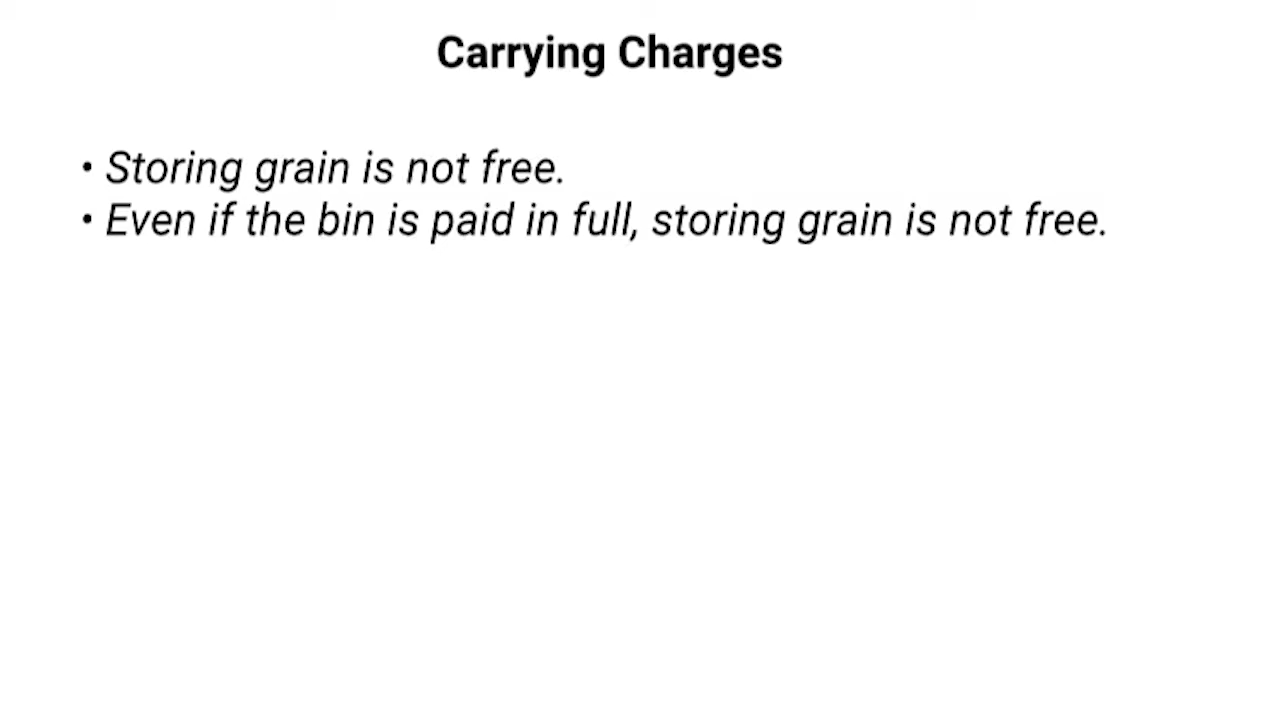 Carrying Charges
• Storing grain is not free.
• Even if the bin is paid in full, storing grain is not free.